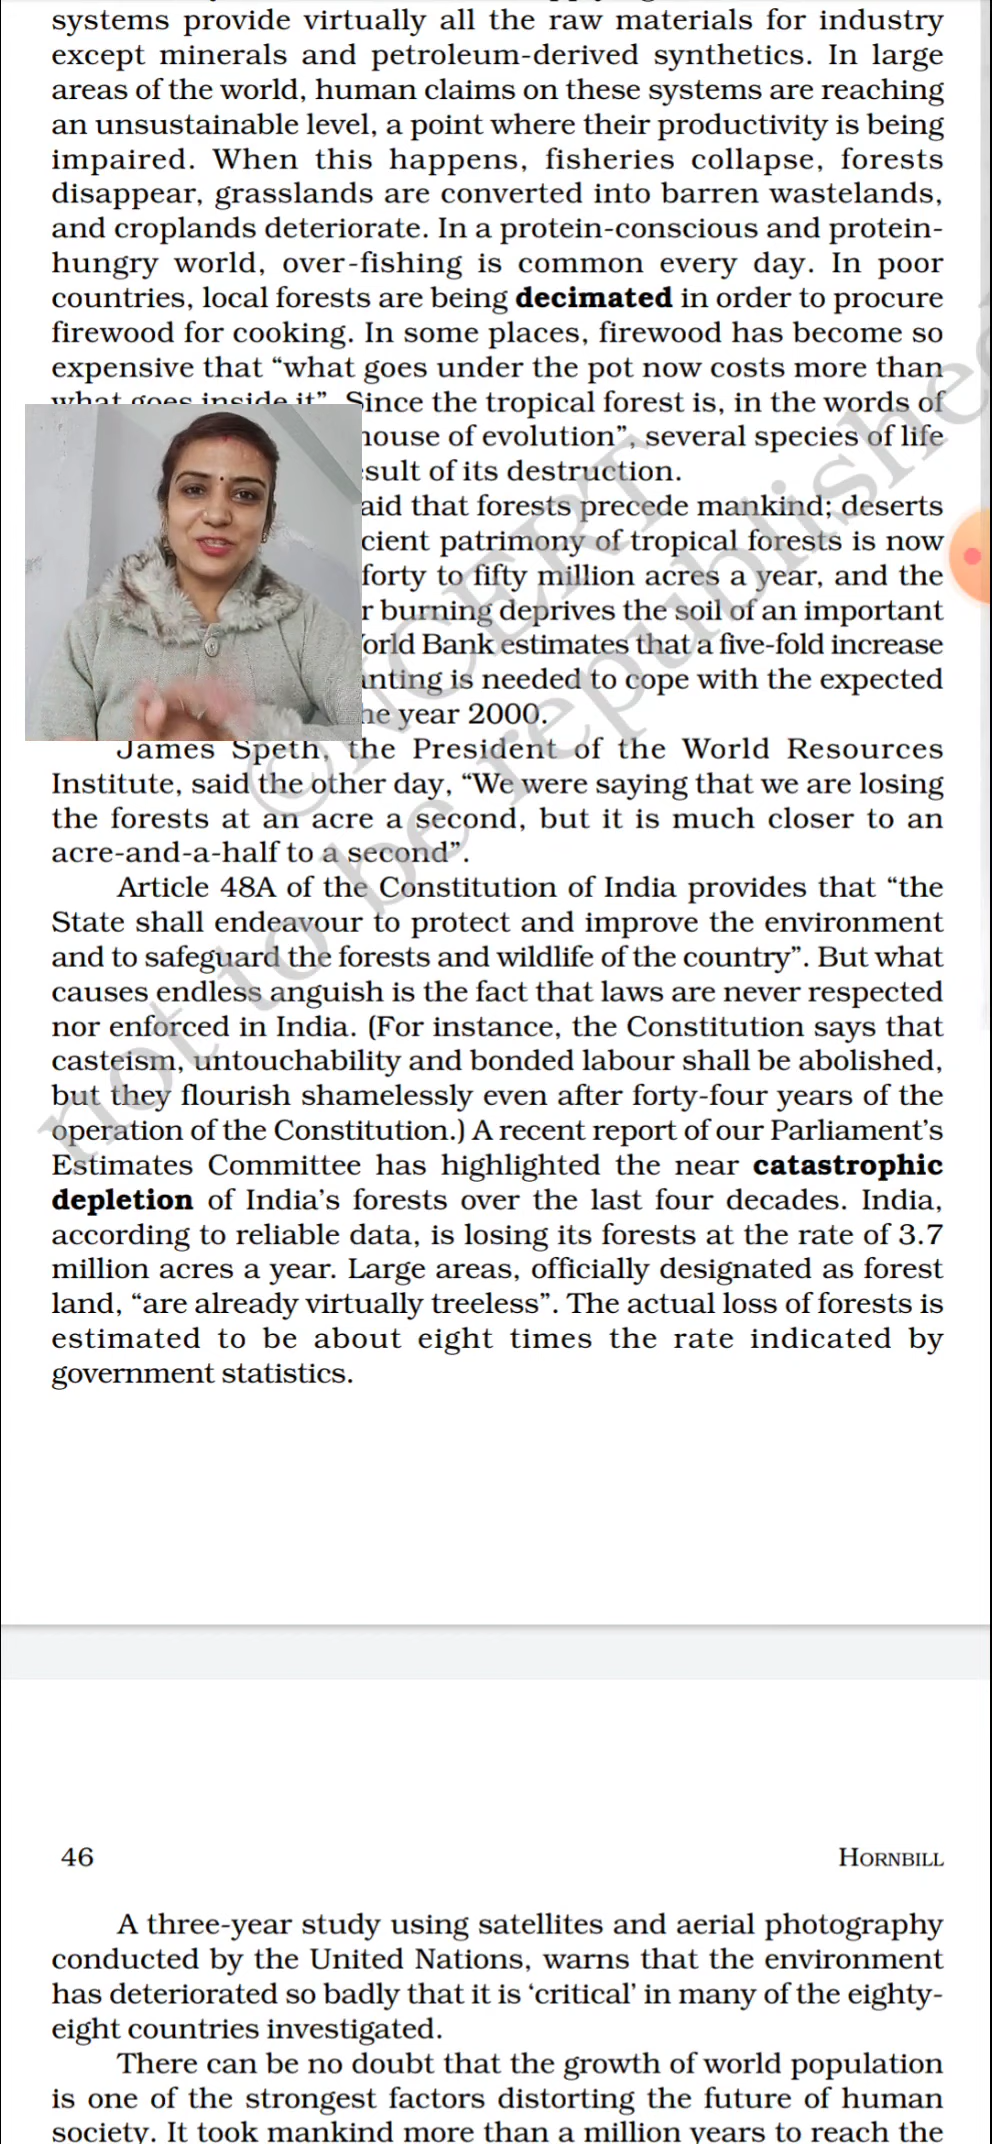 systems provide virtually all the raw materials for industry
except minerals and petroleum-derived synthetics. In large
areas of the world, human claims on these systems are reaching
an unsustainable level, a point where their productivity is being
impaired. When this happens, fisheries collapse, forests
disappear, grasslands are converted into barren wastelands,
and croplands deteriorate. In a protein-conscious and protein-
hungry world, over-fishing is common every day. In poor
countries, local forests are being decimated in order to procure
firewood for cooking. In some places, firewood has become so
expensive that “what goes under the pot now costs more than
what goes inside it”. Since the tropical forest is, in the words of
house of evolution”, several species of life
sult of its destruction.
aid that forests precede mankind; deserts
cient patrimony of tropical forests is now
forty to fifty million acres a year, and the
r burning deprives the soil of an important
orld Bank estimates that a five-fold increase
nting is needed to cope with the expected
he year 2000.
James Speth, the President of the World Resources
Institute, said the other day, “We were saying that we are losing
the forests at an acre a second, but it is much closer to an
acre-and-a-half to a second”.
Article 48A of the Constitution of India provides that “the
State shall endeavour to protect and improve the environment
and to safeguard the forests and wildlife of the country”. But what
causes endless anguish is the fact that laws are never respected
nor enforced in India. (For instance, the Constitution says that
casteism, untouchability and bonded labour shall be abolished,
but they flourish shamelessly even after forty-four years of the
operation of the Constitution.) A recent report of our Parliament’s
Estimates Committee has highlighted the near catastrophic
depletion of India’s forests over the last four decades. India,
according to reliable data, is losing its forests at the rate of 3.7
million acres a year. Large areas, officially designated as forest
land, “are already virtually treeless”. The actual loss of forests is
estimated to be about eight times the rate indicated by
government statistics.
©NCERT
not to be republished
46 HORNBILL
A three-year study using satellites and aerial photography
conducted by the United Nations, warns that the environment
has deteriorated so badly that it is ‘critical’ in many of the eighty-
eight countries investigated.
There can be no doubt that the growth of world population
is one of the strongest factors distorting the future of human
society. It took mankind more than a million years to reach the